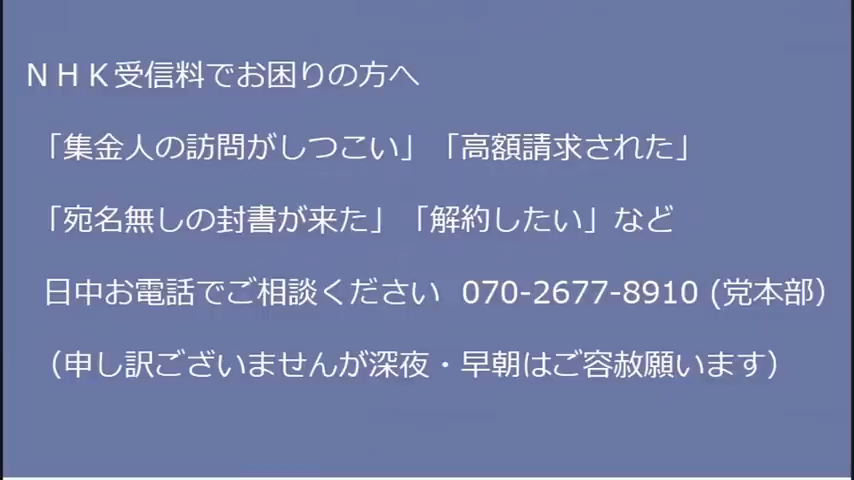 ＮＨＫ受信料でお困りの方へ
「集金人の訪問がしつこい」「高額請求された」
「宛名無しの封書が来た」「解約したい」など
日中お電話でご相談ください 070-2677-8910 (党本部）
（申し訳ございませんが深夜・早朝はご容赦願います）